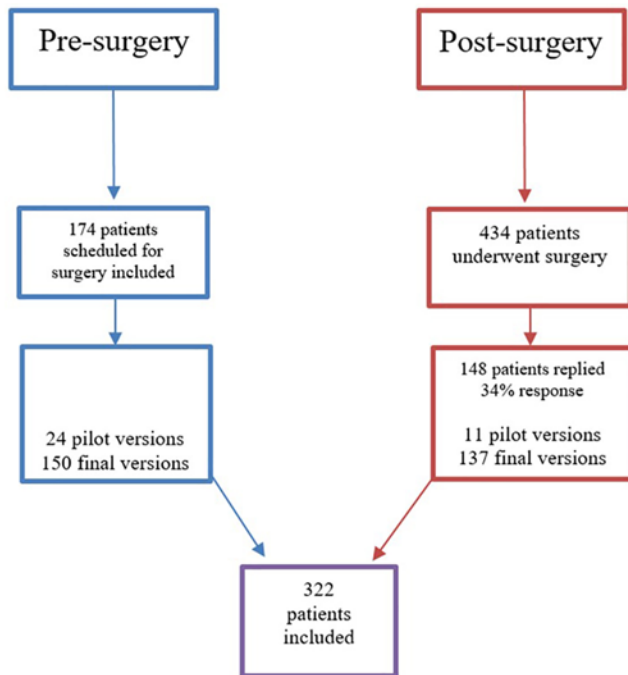 Pre-surgery
Post-surgery
174 patients
scheduled for
surgery included
434 patients
underwent surgery
24 pilot versions
150 final versions
148 patients replied
34% response
11 pilot versions
137 final versions
322
patients
included